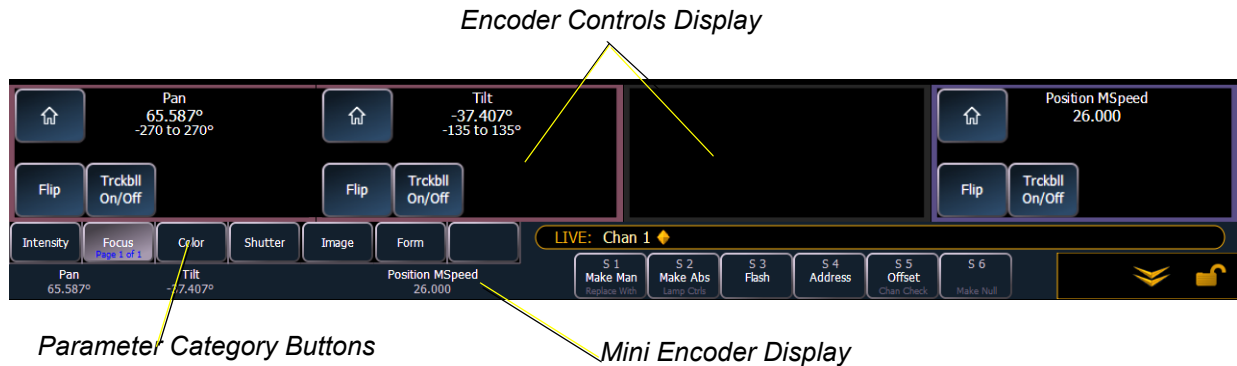 Encoder Controls Display
Pan
65.587°
-270 to 270°
Flip
Trckbll
On/Off
Tilt
-37.407°
-135 to 135°
Flip
Trckbll
On/Off
Position MSpeed
26.000
Flip
Trckbll
On/Off
Intensity
Focus
Page 1 of 1
Color
Shutter
Image
Form
LIVE: Chan 1
Pan
65.587°
Tilt
-37.407°
Position MSpeed
26.000
S 1
Make Man
Replace With
S 2
Make Abs
Lamp Ctrls
S 3
Flash
S 4
Address
S 5
Offset
Chan Check
S 6
Make Null
Parameter Category Buttons
Mini Encoder Display